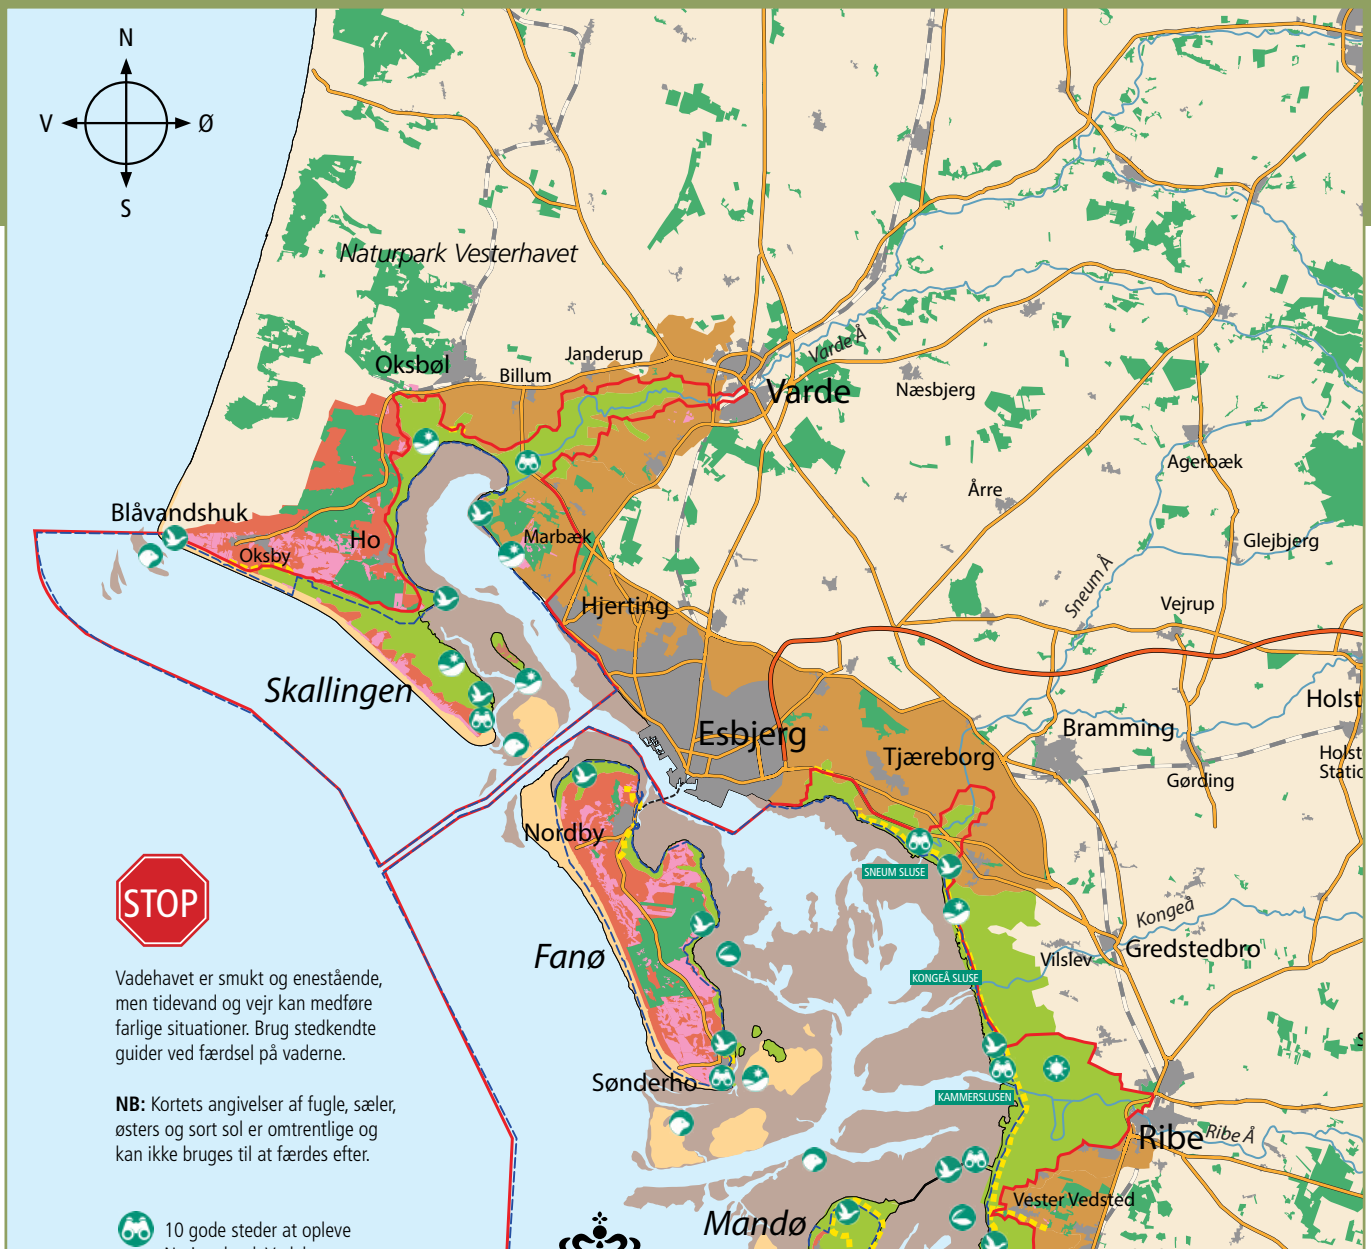 N
V
Ø
S
Naturpark Vesterhavet
Oksbøl
Janderup
Billum
Varde Å
Varde
Næsbjerg
Agerbæk
Årre
Blåvandshuk
Ho
Oksby
Marbæk
Glejbjerg
Sneum Å
Hjerting
Vejrup
Skallingen
Holst
Esbjerg
Bramming
Tjæreborg
Holst
Static
Gørding
Nordby
SNEUM SLUSE
STOP
Kongeå
Fanø
Gredstedbro
Vilslev
KONGEÅ SLUSE
Vadehavet er smukt og enestående,
men tidevand og vejr kan medføre
farlige situationer. Brug stedkendte
guider ved færdsel på vaderne.
Sønderho
KAMMERSLUSEN
NB: Kortets angivelser af fugle, sæler,
østers og sort sol er omtrentlige og
kan ikke bruges til at færdes efter.
Ribe
Ribe Å
Vester Vedsted
Mandø
10 gode steder at opleve